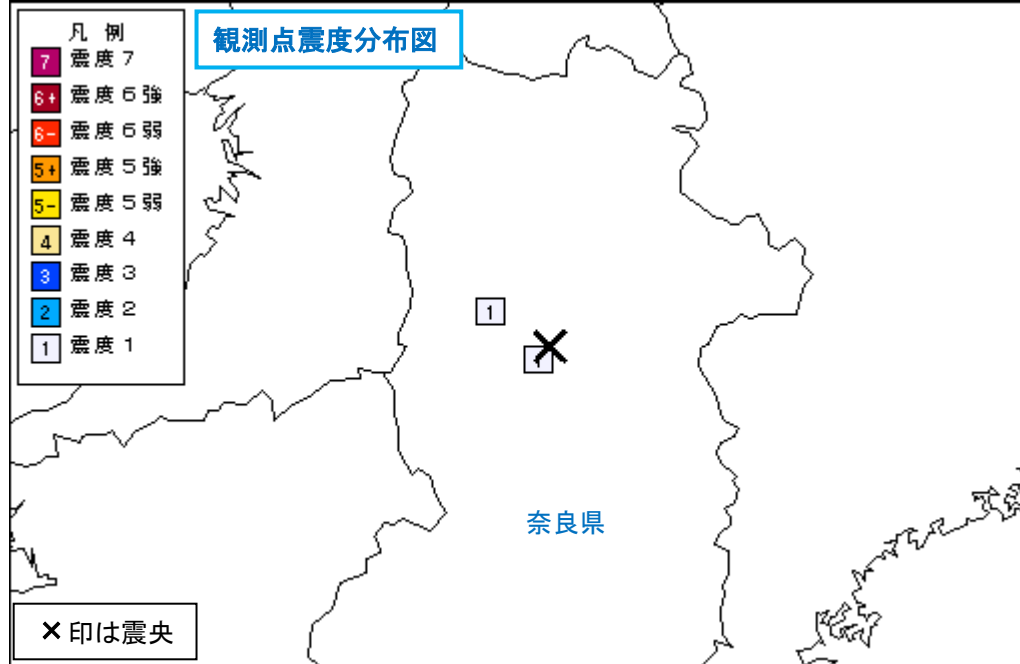 凡 例
7 震度7
6+ 震度6強
6- 震度6弱
5+ 震度5強
5- 震度5弱
4 震度4
3 震度3
2 震度2
1 震度1
観測点震度分布図
1
1
奈良県
×印は震央